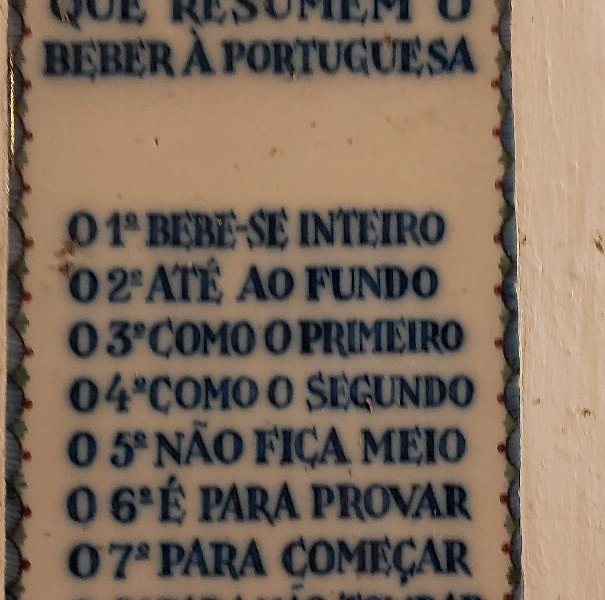 QUE RESUMEM O
BEBER À PORTUGUESA
O 1º BEBE-SE INTEIRO
O 2º ATÉ AO FUNDO
O 3º COMO O PRIMEIRO
O 4º COMO O SEGUNDO
O 5º NÃO FICA MEIO
O 6º É PARA PROVAR
O 7º PARA COMEÇAR